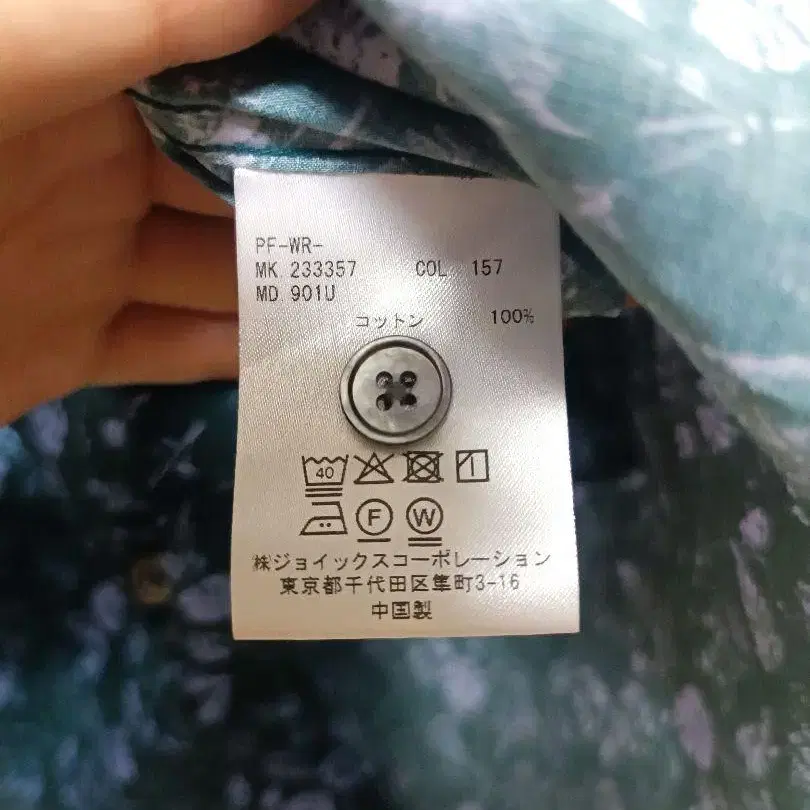 PF-WR-
MK 233357 COL 157
MD 901U
コットン 100%
40
F W
㈱ジョイックスコーポレーション
東京都千代田区隼町3-16
中国製